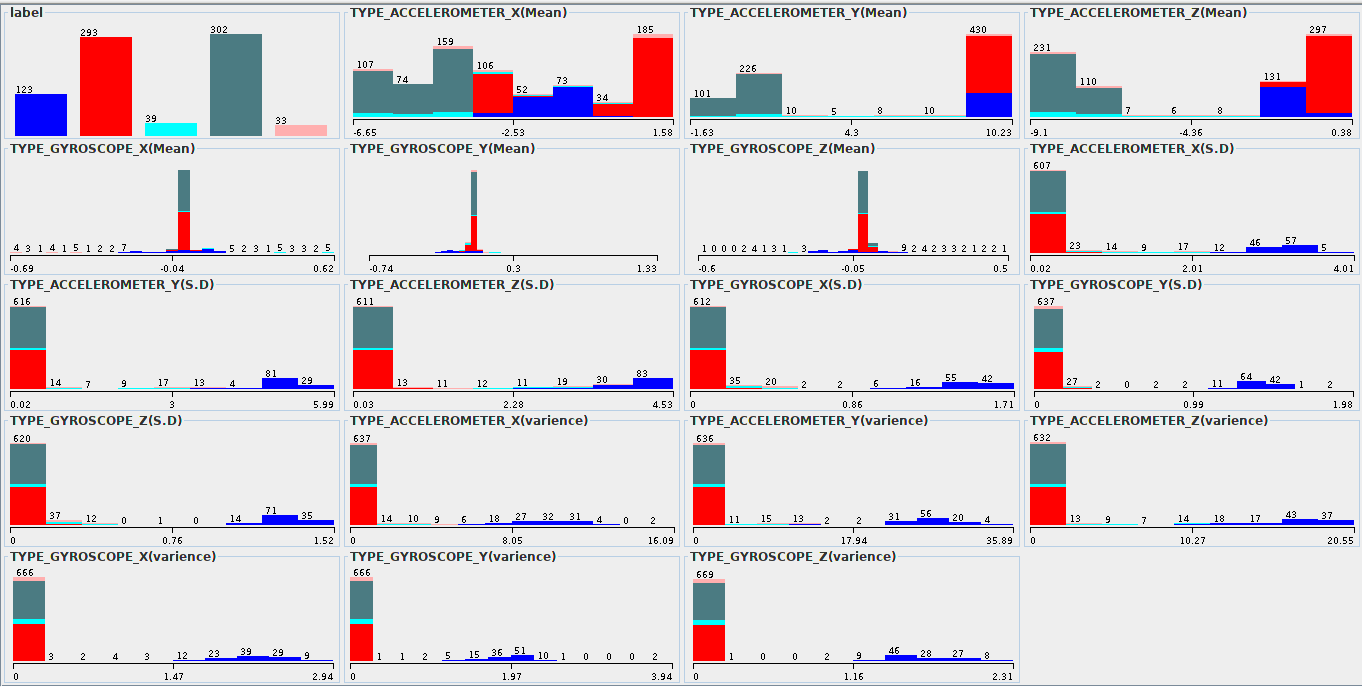 label
293
302
123
39
33
TYPE_ACCELEROMETER_X(Mean)
107
74
159
106
52
73
34
185
-6.65 -2.53 1.58
TYPE_ACCELEROMETER_Y(Mean)
101
226
10 5 8 10
430
-1.63 4.3 10.23
TYPE_ACCELEROMETER_Z(Mean)
231
110
7 6 8
131
297
-9.1 -4.36 0.38
TYPE_GYROSCOPE_X(Mean)
4 3 1 4 1 5 1 2 2 7 5 2 3 1 5 3 3 2 5
-0.69 -0.04 0.62
TYPE_GYROSCOPE_Y(Mean)
-0.74 0.3 1.33
TYPE_GYROSCOPE_Z(Mean)
1 0 0 0 2 4 1 3 1 3 9 2 4 2 3 3 2 1 2 2 1
-0.6 -0.05 0.5
TYPE_ACCELEROMETER_X(S.D)
607
23 14 9 17 12 46 57 5
0.02 2.01 4.01
TYPE_ACCELEROMETER_Y(S.D)
616
14 7 9 17 13 4 81 29
0.02 3 5.99
TYPE_ACCELEROMETER_Z(S.D)
611
13 11 12 11 19 30 83
0.03 2.28 4.53
TYPE_GYROSCOPE_X(S.D)
612
35 20 2 2 6 16 55 42
0 0.86 1.71
TYPE_GYROSCOPE_Y(S.D)
637
27 2 0 2 2 11 64 42 1 2
0 0.99 1.98
TYPE_GYROSCOPE_Z(S.D)
620
37 12 0 1 0 14 71 35
0 0.76 1.52
TYPE_ACCELEROMETER_X(varience)
637
14 10 9 6 18 27 32 31 4 0 2
0 8.05 16.09
TYPE_ACCELEROMETER_Y(varience)
636
11 15 13 2 2 31 56 20 4
0 17.94 35.89
TYPE_ACCELEROMETER_Z(varience)
632
13 9 7 14 18 17 43 37
0 10.27 20.55
TYPE_GYROSCOPE_X(varience)
666
3 2 4 3 12 23 39 29 9
0 1.47 2.94
TYPE_GYROSCOPE_Y(varience)
666
1 1 2 5 15 36 51 10 1 0 0 0 2
0 1.97 3.94
TYPE_GYROSCOPE_Z(varience)
669
1 0 0 2 9 46 28 27 8
0 1.16 2.31